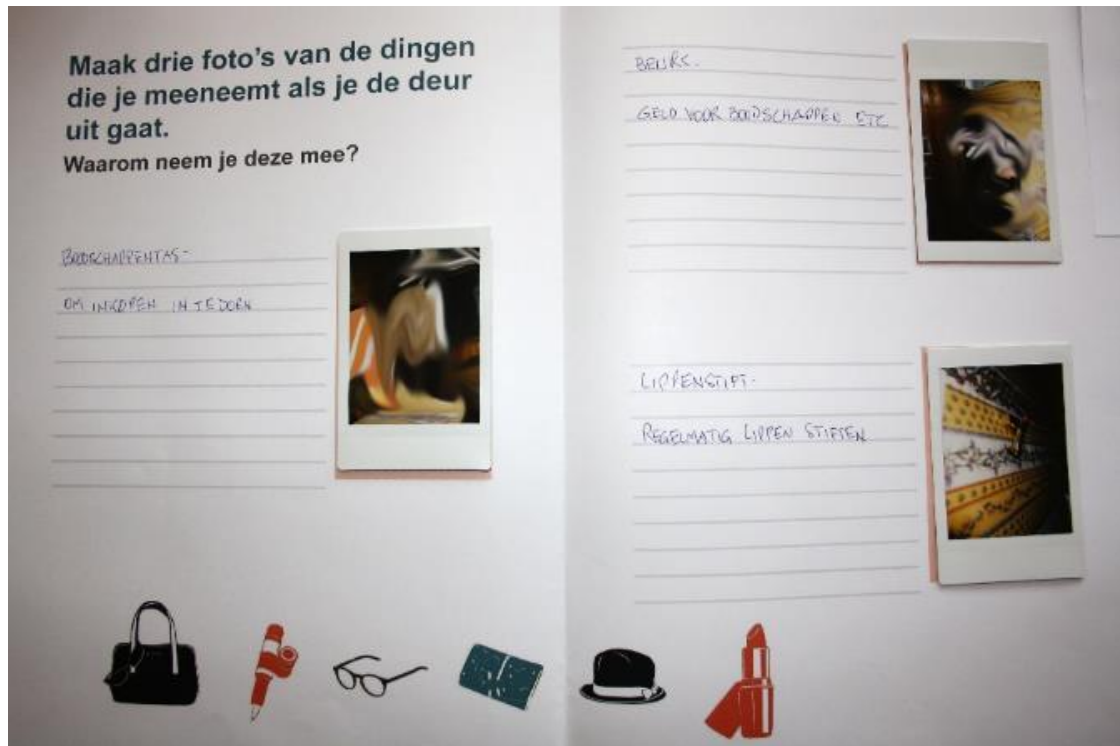 Maak drie foto's van de dingen
die je meeneemt als je de deur
uit gaat.
Waarom neem je deze mee?
BOODSCHAPPENTAS-
OM INKOPEN IN TE DOEN
BEURS.
GELD VOOR BOODSCHAPPEN ETC
LIPPENSTIFT.
REGELMATIG LIPPEN STIFTEN